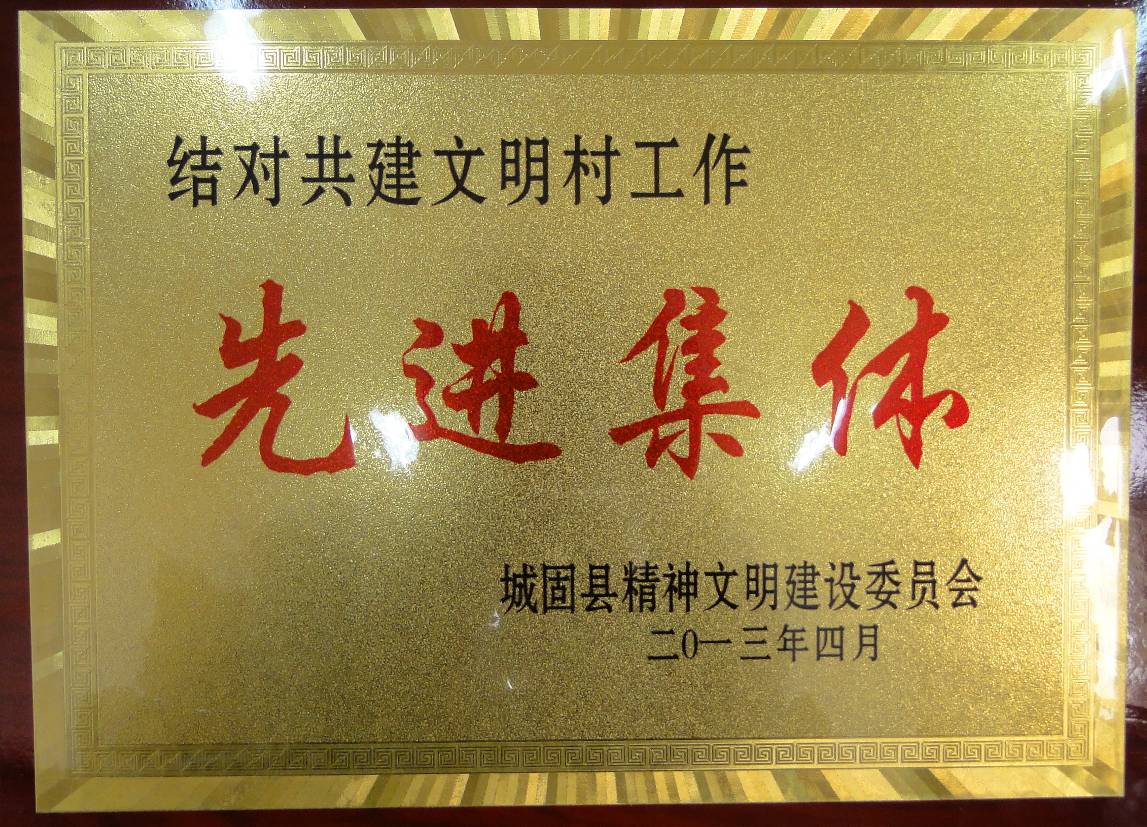 结对共建文明村工作
先进集体
城固县精神文明建设委员会
二0一三年四月